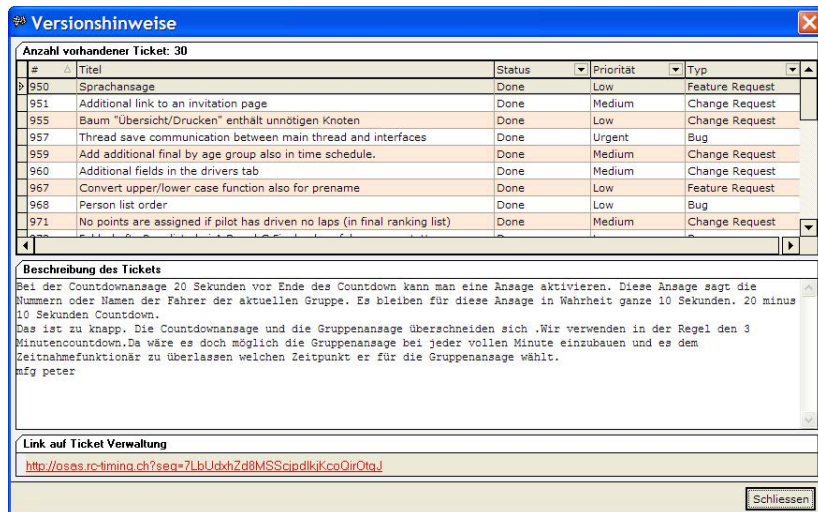 Versionshinweise
Anzahl vorhandener Ticket: 30
# Titel Status Priorität Typ
950 Sprachansage Done Low Feature Request
951 Additional link to an invitation page Done Medium Change Request
955 Baum "Übersicht/Drucken" enthält unnötigen Knoten Done Low Change Request
957 Thread save communication between main thread and interfaces Done Urgent Bug
959 Add additional final by age group also in time schedule. Done Medium Change Request
960 Additional fields in the drivers tab Done Medium Change Request
967 Convert upper/lower case function also for prename Done Low Feature Request
968 Person list order Done Low Bug
971 No points are assigned if pilot has driven no laps (in final ranking list) Done Medium Change Request
Beschreibung des Tickets
Bei der Countdownansage 20 Sekunden vor Ende des Countdown kann man eine Ansage aktivieren. Diese Ansage sagt die
Nummern oder Namen der Fahrer der aktuellen Gruppe. Es bleiben für diese Ansage in Wahrheit ganze 10 Sekunden. 20 minus
10 Sekunden Countdown.
Das ist zu knapp. Die Countdownansage und die Gruppenansage überschneiden sich .Wir verwenden in der Regel den 3
Minutencountdown.Da wäre es doch möglich die Gruppenansage bei jeder vollen Minute einzubauen und es dem
Zeitnahmefunktionär zu überlassen welchen Zeitpunkt er für die Gruppenansage wählt.
mfg peter
Link auf Ticket Verwaltung
Schliessen